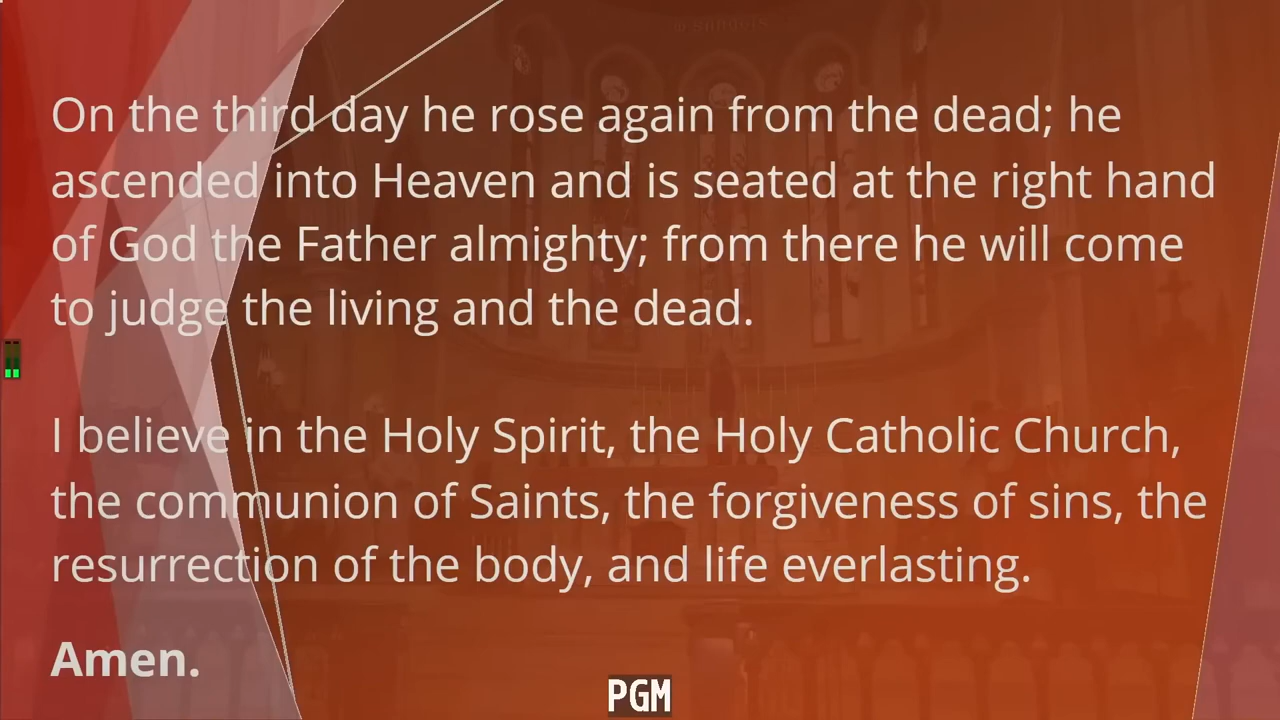 On the third day he rose again from the dead; he
ascended into Heaven and is seated at the right hand
of God the Father almighty; from there he will come
to judge the living and the dead.
I believe in the Holy Spirit, the Holy Catholic Church,
the communion of Saints, the forgiveness of sins, the
resurrection of the body, and life everlasting.
Amen.
PGM